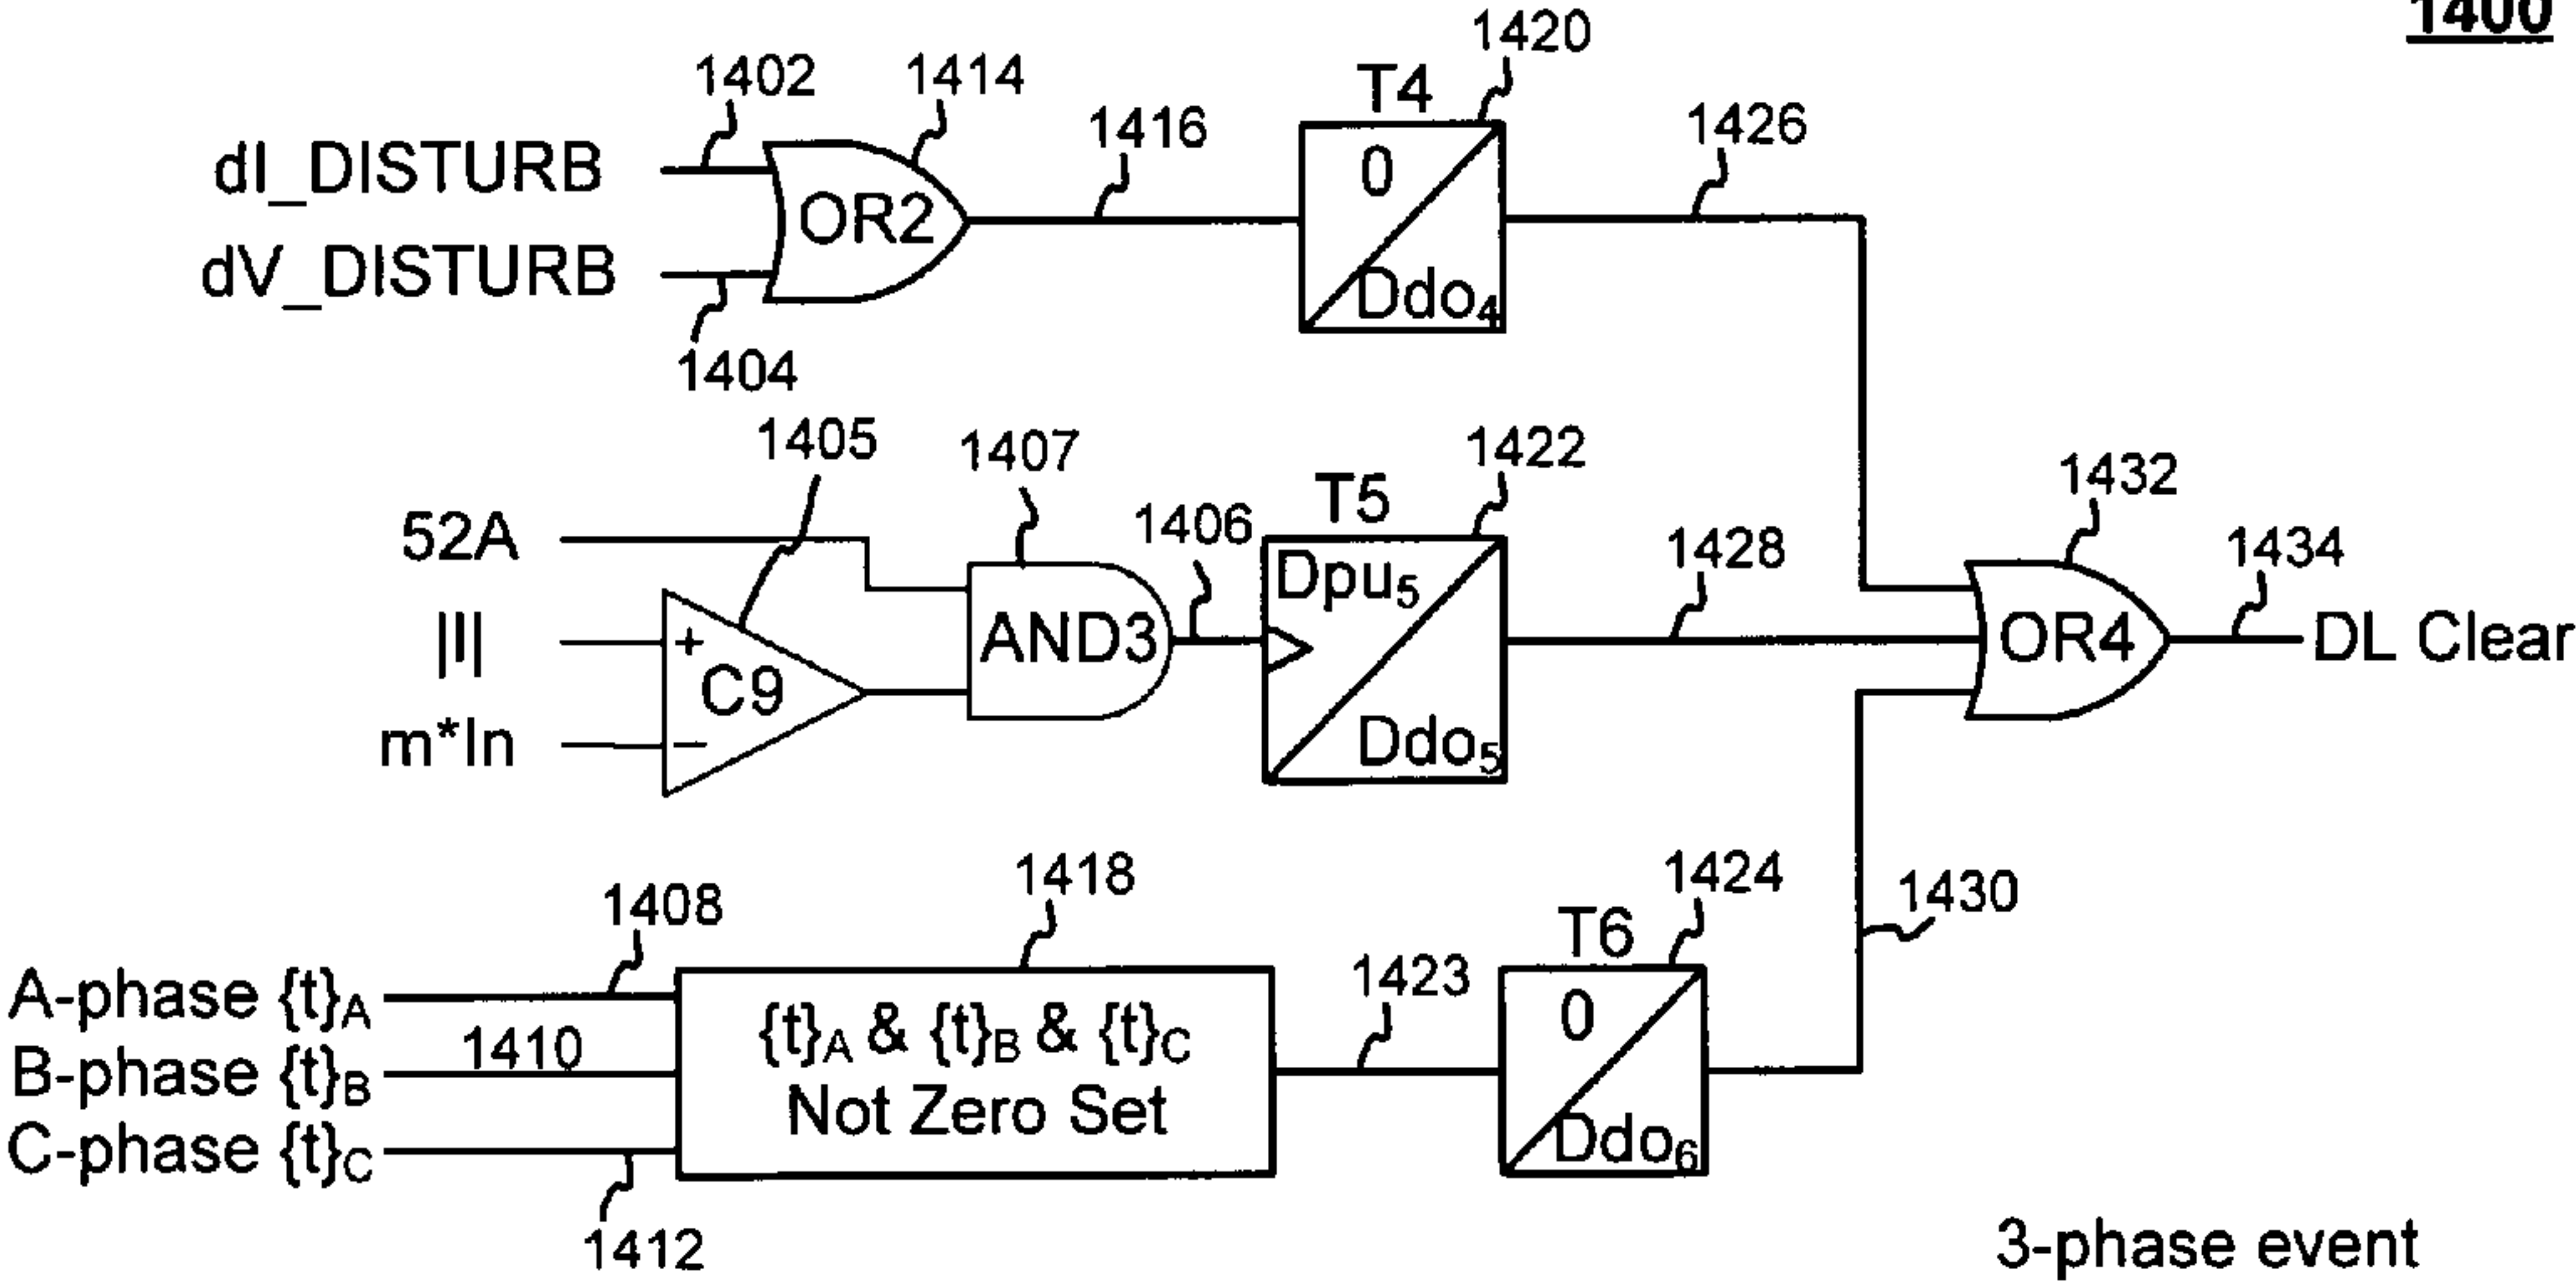 1400
1420
1402
1414
T4
1416
1426
dI_DISTURB
0
OR2
dV_DISTURB
Ddo4
1404
1405
1407
1422
1432
T5
1406
52A
1428
1434
Dpu5
|I|
+
AND3
OR4
DL Clear
C9
m*In
−
Ddo5
1408
1418
1424
1430
T6
1423
A-phase {t}A
0
{t}A & {t}B & {t}C
1410
B-phase {t}B
Not Zero Set
C-phase {t}C
Ddo6
1412
3-phase event